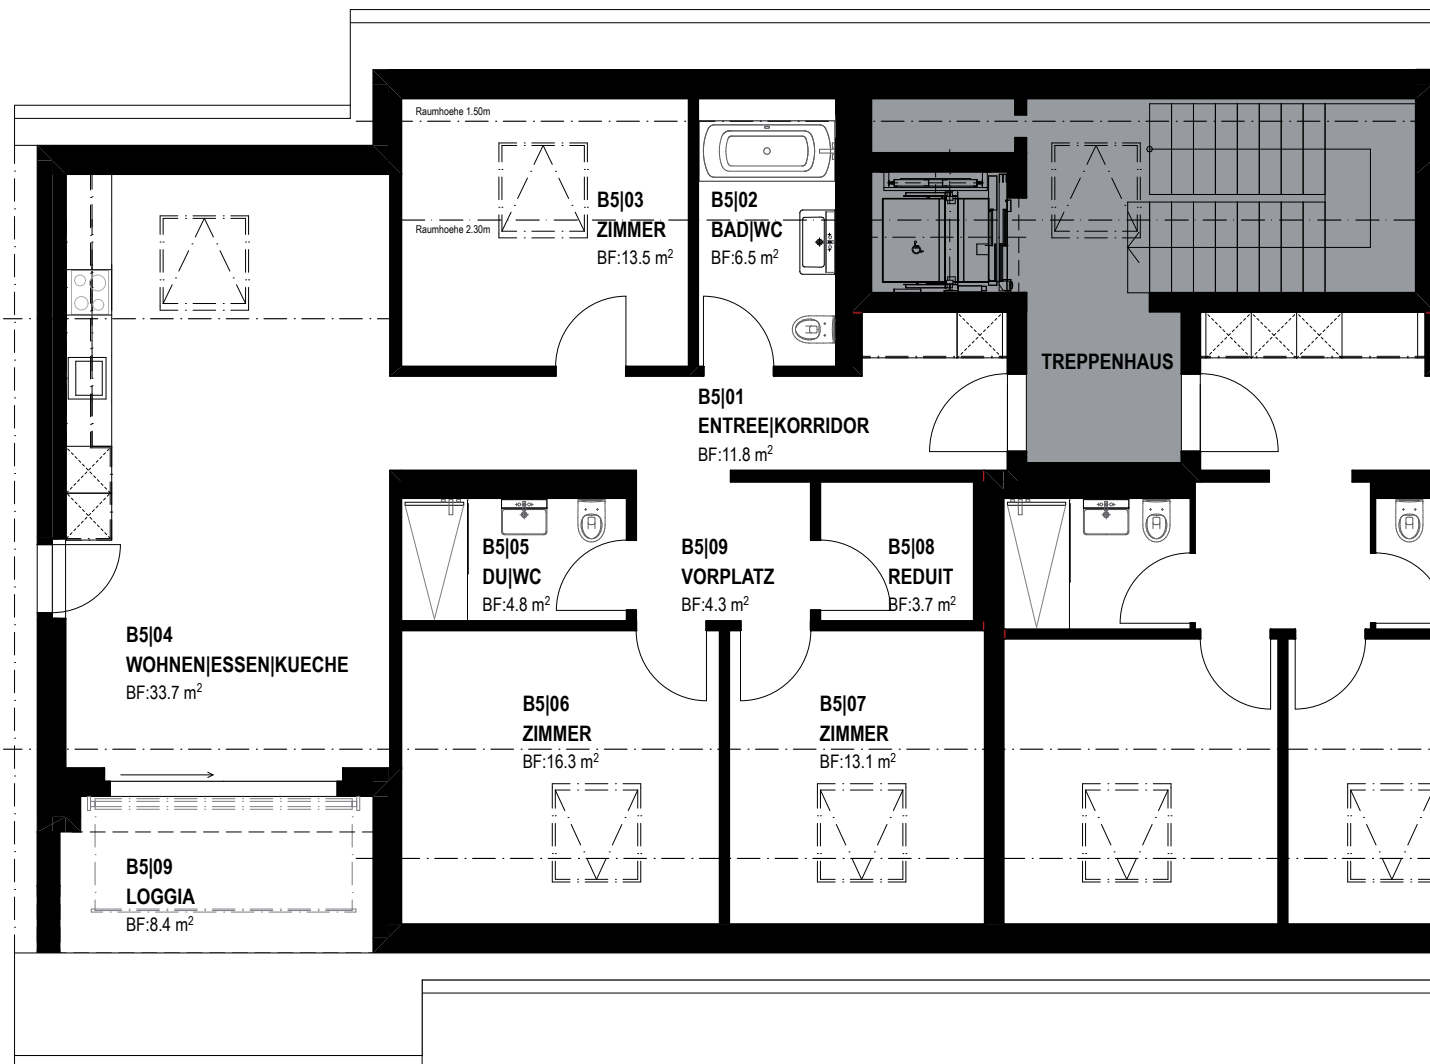 Raumhoehe 1.50m
B5|03
ZIMMER
BF:13.5 m²
B5|02
BAD|WC
BF:6.5 m²
Raumhoehe 2.30m
TREPPENHAUS
B5|01
ENTREE|KORRIDOR
BF:11.8 m²
B5|05
DU|WC
BF:4.8 m²
B5|09
VORPLATZ
BF:4.3 m²
B5|08
REDUIT
BF:3.7 m²
B5|04
WOHNEN|ESSEN|KUECHE
BF:33.7 m²
B5|06
ZIMMER
BF:16.3 m²
B5|07
ZIMMER
BF:13.1 m²
B5|09
LOGGIA
BF:8.4 m²